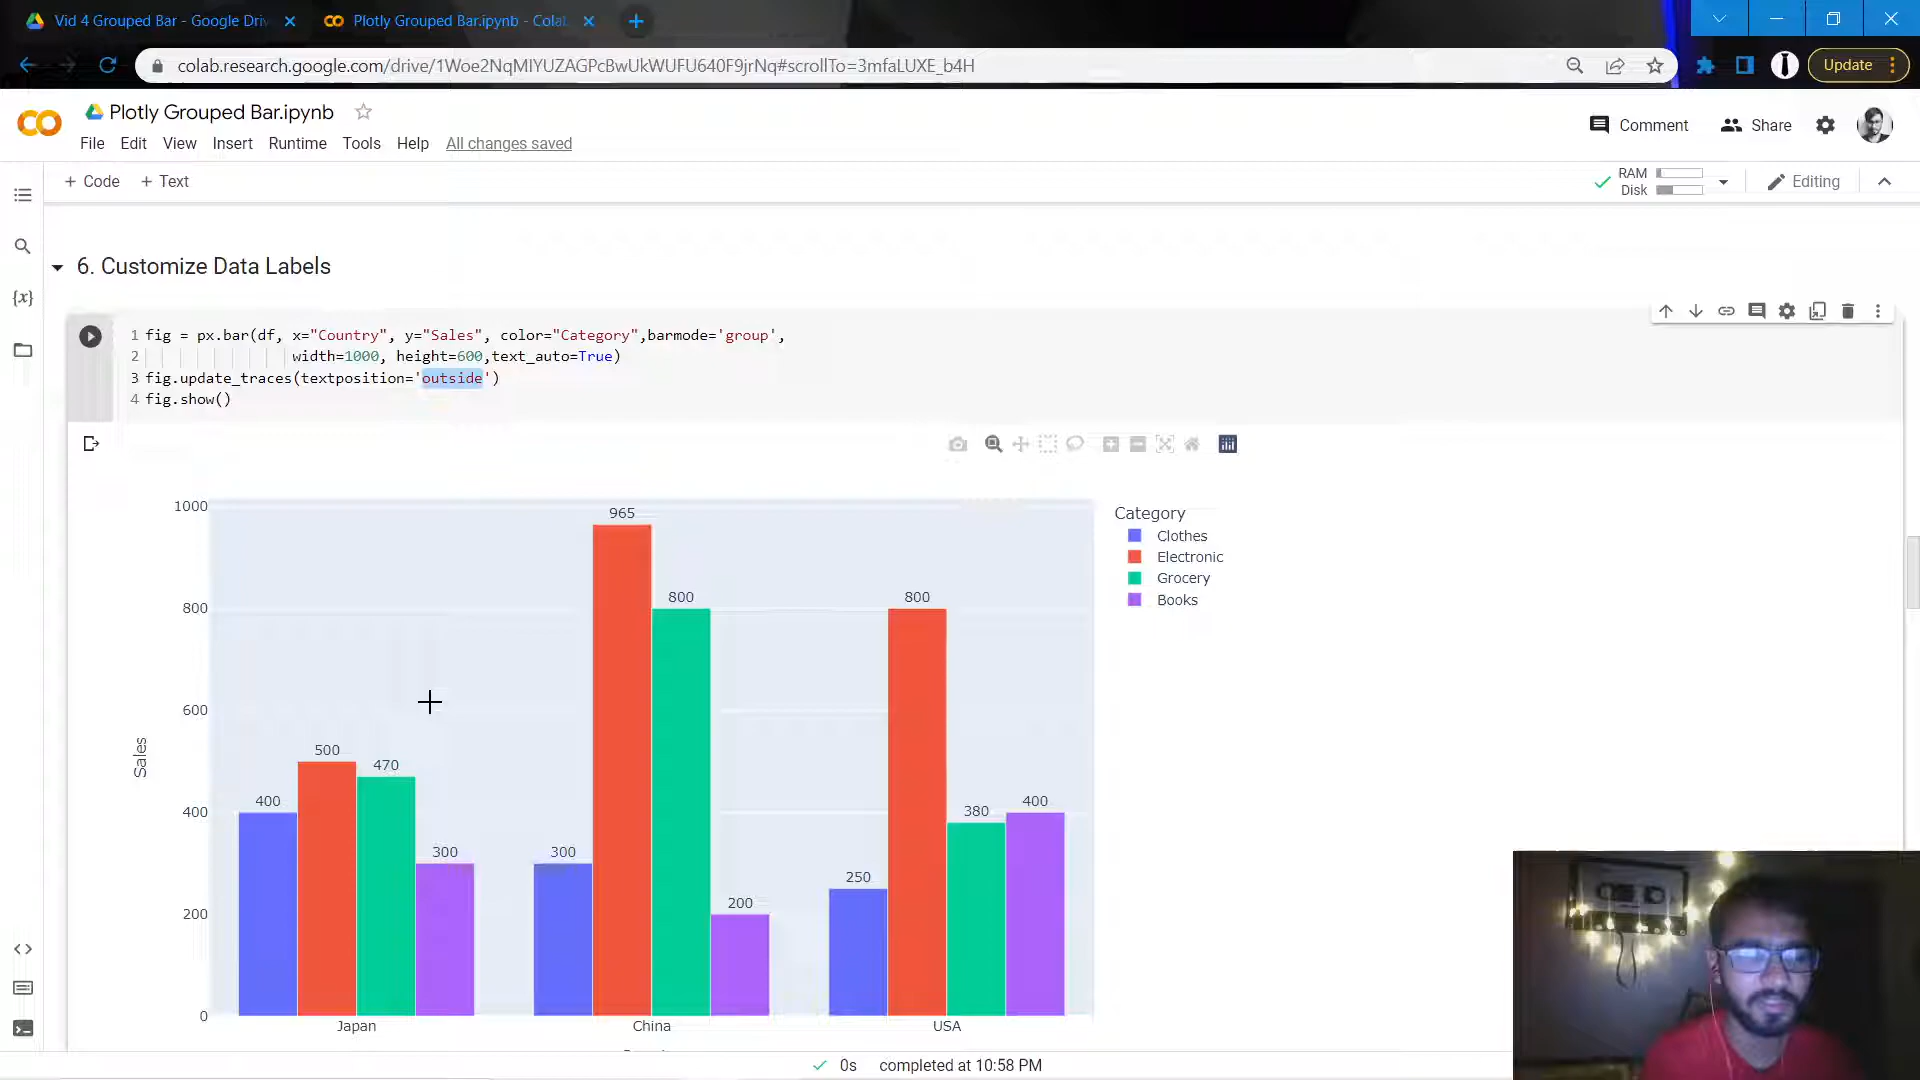 Vid 4 Grouped Bar - Google Driv
Plotly Grouped Bar.ipynb - Cola
colab.research.google.com/drive/1Woe2NqMlYUZAGPcBwUkWUFU640F9jrNq#scrollTo=3mfaLUXE_b4H
Update
Plotly Grouped Bar.ipynb
Comment
Share
File Edit View Insert Runtime Tools Help All changes saved
+ Code + Text
RAM
Disk
Editing
6. Customize Data Labels
1 fig = px.bar(df, x="Country", y="Sales", color="Category",barmode='group',
2 width=1000, height=600,text_auto=True)
3 fig.update_traces(textposition='outside')
4 fig.show()
1000
800
600
400
200
0
Sales
400
500
470
300
300
965
800
200
250
800
380
400
Japan
China
USA
Category
Clothes
Electronic
Grocery
Books
0s completed at 10:58 PM